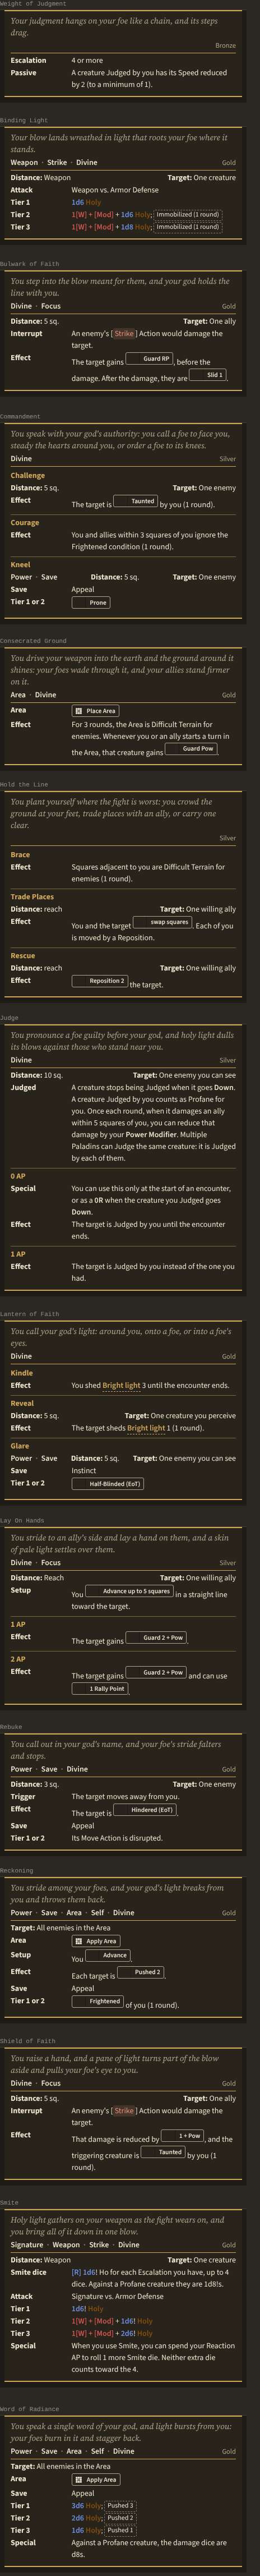 Weight of Judgment
Your judgment hangs on your foe like a chain, and its steps
drag.
Bronze
Escalation 4 or more
Passive A creature Judged by you has its Speed reduced
by 2 (to a minimum of 1).
Binding Light
Your blow lands wreathed in light that roots your foe where it
stands.
Weapon · Strike · Divine Gold
Distance: Weapon Target: One creature
Attack Weapon vs. Armor Defense
Tier 1 1d6 Holy
Tier 2 1[W] + [Mod] + 1d6 Holy; Immobilized (1 round)
Tier 3 1[W] + [Mod] + 1d8 Holy; Immobilized (1 round)
Bulwark of Faith
You step into the blow meant for them, and your god holds the
line with you.
Divine · Focus Gold
Distance: 5 sq. Target: One ally
Interrupt An enemy's [Strike] Action would damage the
target.
Effect The target gains Guard RP, before the
damage. After the damage, they are Slid 1.
Commandment
You speak with your god's authority: you call a foe to face you,
steady the hearts around you, or order a foe to its knees.
Divine Silver
Challenge
Distance: 5 sq. Target: One enemy
Effect The target is Taunted by you (1 round).
Courage
Effect You and allies within 3 squares of you ignore the
Frightened condition (1 round).
Kneel
Power · Save Distance: 5 sq. Target: One enemy
Save Appeal
Tier 1 or 2 Prone
Consecrated Ground
You drive your weapon into the earth and the ground around it
shines: your foes wade through it, and your allies stand firmer
on it.
Area · Divine Gold
Area Place Area
Effect For 3 rounds, the Area is Difficult Terrain for
enemies. Whenever you or an ally starts a turn in
the Area, that creature gains Guard Pow.
Hold the Line
You plant yourself where the fight is worst: you crowd the
ground at your feet, trade places with an ally, or carry one
clear.
Silver
Brace
Effect Squares adjacent to you are Difficult Terrain for
enemies (1 round).
Trade Places
Distance: reach Target: One willing ally
Effect You and the target swap squares. Each of you
is moved by a Reposition.
Rescue
Distance: reach Target: One willing ally
Effect Reposition 2 the target.
Judge
You pronounce a foe guilty before your god, and holy light dulls
its blows against those who stand near you.
Divine Silver
Distance: 10 sq. Target: One enemy you can see
Judged A creature stops being Judged when it goes Down.
A creature Judged by you counts as Profane for
you. Once each round, when it damages an ally
within 5 squares of you, you can reduce that
damage by your Power Modifier. Multiple
Paladins can Judge the same creature: it is Judged
by each of them.
0 AP
Special You can use this only at the start of an encounter,
or as a 0R when the creature you Judged goes
Down.
Effect The target is Judged by you until the encounter
ends.
1 AP
Effect The target is Judged by you instead of the one you
had.
Lantern of Faith
You call your god's light: around you, onto a foe, or into a foe's
eyes.
Divine Gold
Kindle
Effect You shed Bright light 3 until the encounter ends.
Reveal
Distance: 5 sq. Target: One creature you perceive
Effect The target sheds Bright light 1 (1 round).
Glare
Power · Save Distance: 5 sq. Target: One enemy you can see
Save Instinct
Tier 1 or 2 Half-Blinded (EoT)
Lay On Hands
You stride to an ally's side and lay a hand on them, and a skin
of pale light settles over them.
Divine · Focus Silver
Distance: Reach Target: One willing ally
Setup You Advance up to 5 squares in a straight line
toward the target.
1 AP
Effect The target gains Guard 2 + Pow.
2 AP
Effect The target gains Guard 2 + Pow and can use
1 Rally Point.
Rebuke
You call out in your god's name, and your foe's stride falters
and stops.
Power · Save · Divine Gold
Distance: 3 sq. Target: One enemy
Trigger The target moves away from you.
Effect The target is Hindered (EoT).
Save Appeal
Tier 1 or 2 Its Move Action is disrupted.
Reckoning
You stride among your foes, and your god's light breaks from
you and throws them back.
Power · Save · Area · Self · Divine Gold
Target: All enemies in the Area
Area Apply Area
Setup You Advance.
Effect Each target is Pushed 2.
Save Appeal
Tier 1 or 2 Frightened of you (1 round).
Shield of Faith
You raise a hand, and a pane of light turns part of the blow
aside and pulls your foe's eye to you.
Divine · Focus Gold
Distance: 5 sq. Target: One ally
Interrupt An enemy's [Strike] Action would damage the
target.
Effect That damage is reduced by 1 + Pow, and the
triggering creature is Taunted by you (1
round).
Smite
Holy light gathers on your weapon as the fight wears on, and
you bring all of it down in one blow.
Signature · Weapon · Strike · Divine Gold
Distance: Weapon Target: One creature
Smite dice [R] 1d6! Ho for each Escalation you have, up to 4
dice. Against a Profane creature they are 1d8!s.
Attack Signature vs. Armor Defense
Tier 1 1d6! Holy
Tier 2 1[W] + [Mod] + 1d6! Holy
Tier 3 1[W] + [Mod] + 2d6! Holy
Special When you use Smite, you can spend your Reaction
AP to roll 1 more Smite die. Neither extra die
counts toward the 4.
Word of Radiance
You speak a single word of your god, and light bursts from you:
your foes burn in it and stagger back.
Power · Save · Area · Self · Divine Gold
Target: All enemies in the Area
Area Apply Area
Save Appeal
Tier 1 3d6 Holy; Pushed 3
Tier 2 2d6 Holy; Pushed 2
Tier 3 1d6 Holy; Pushed 1
Special Against a Profane creature, the damage dice are
d8s.